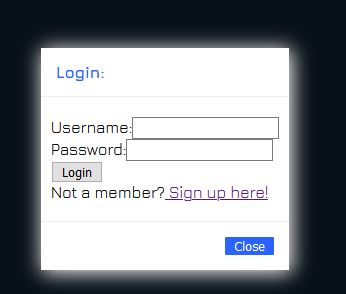 Login:
Username:
Password:
Login
Not a member? Sign up here!
Close